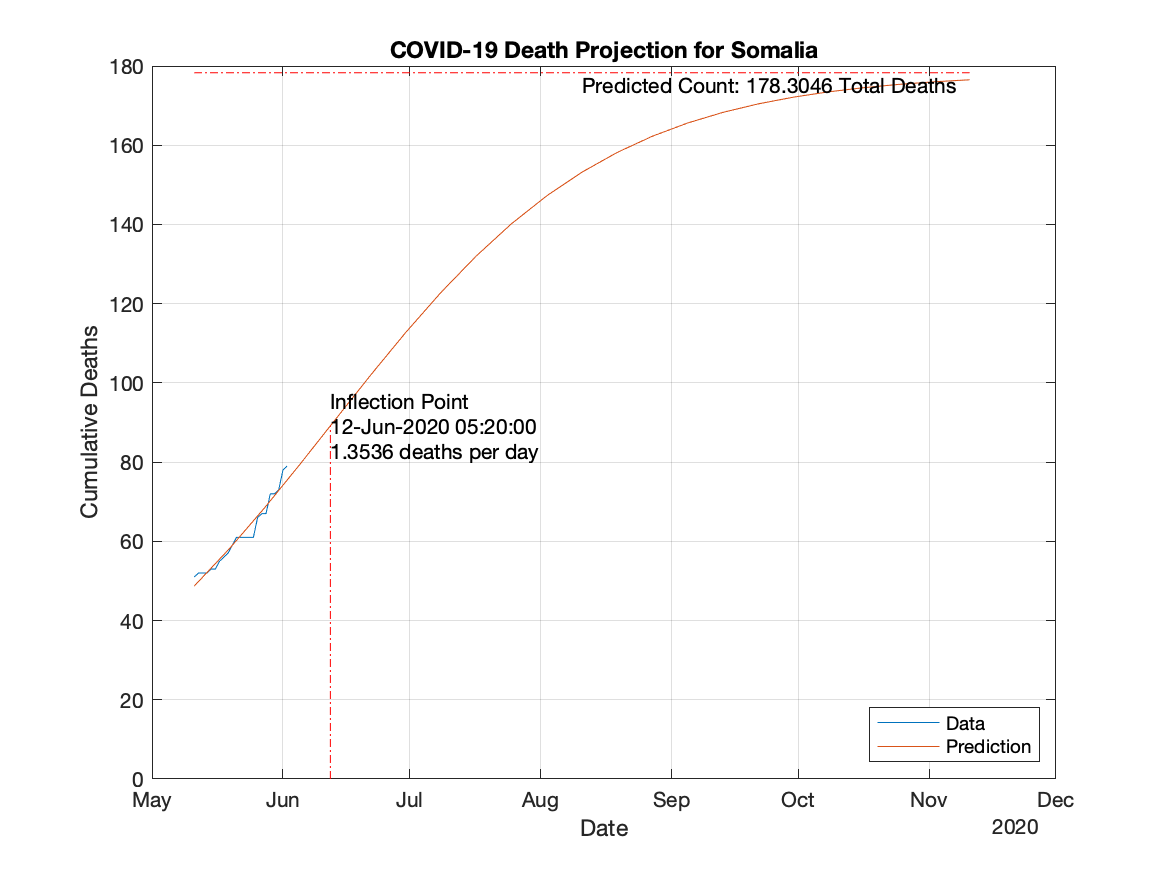 COVID-19 Death Projection for Somalia
180
Predicted Count: 178.3046 Total Deaths
160
140
120
100
Inflection Point
12-Jun-2020 05:20:00
1.3536 deaths per day
80
60
40
20
0
Cumulative Deaths
Data
Prediction
May Jun Jul Aug Sep Oct Nov Dec
Date
2020